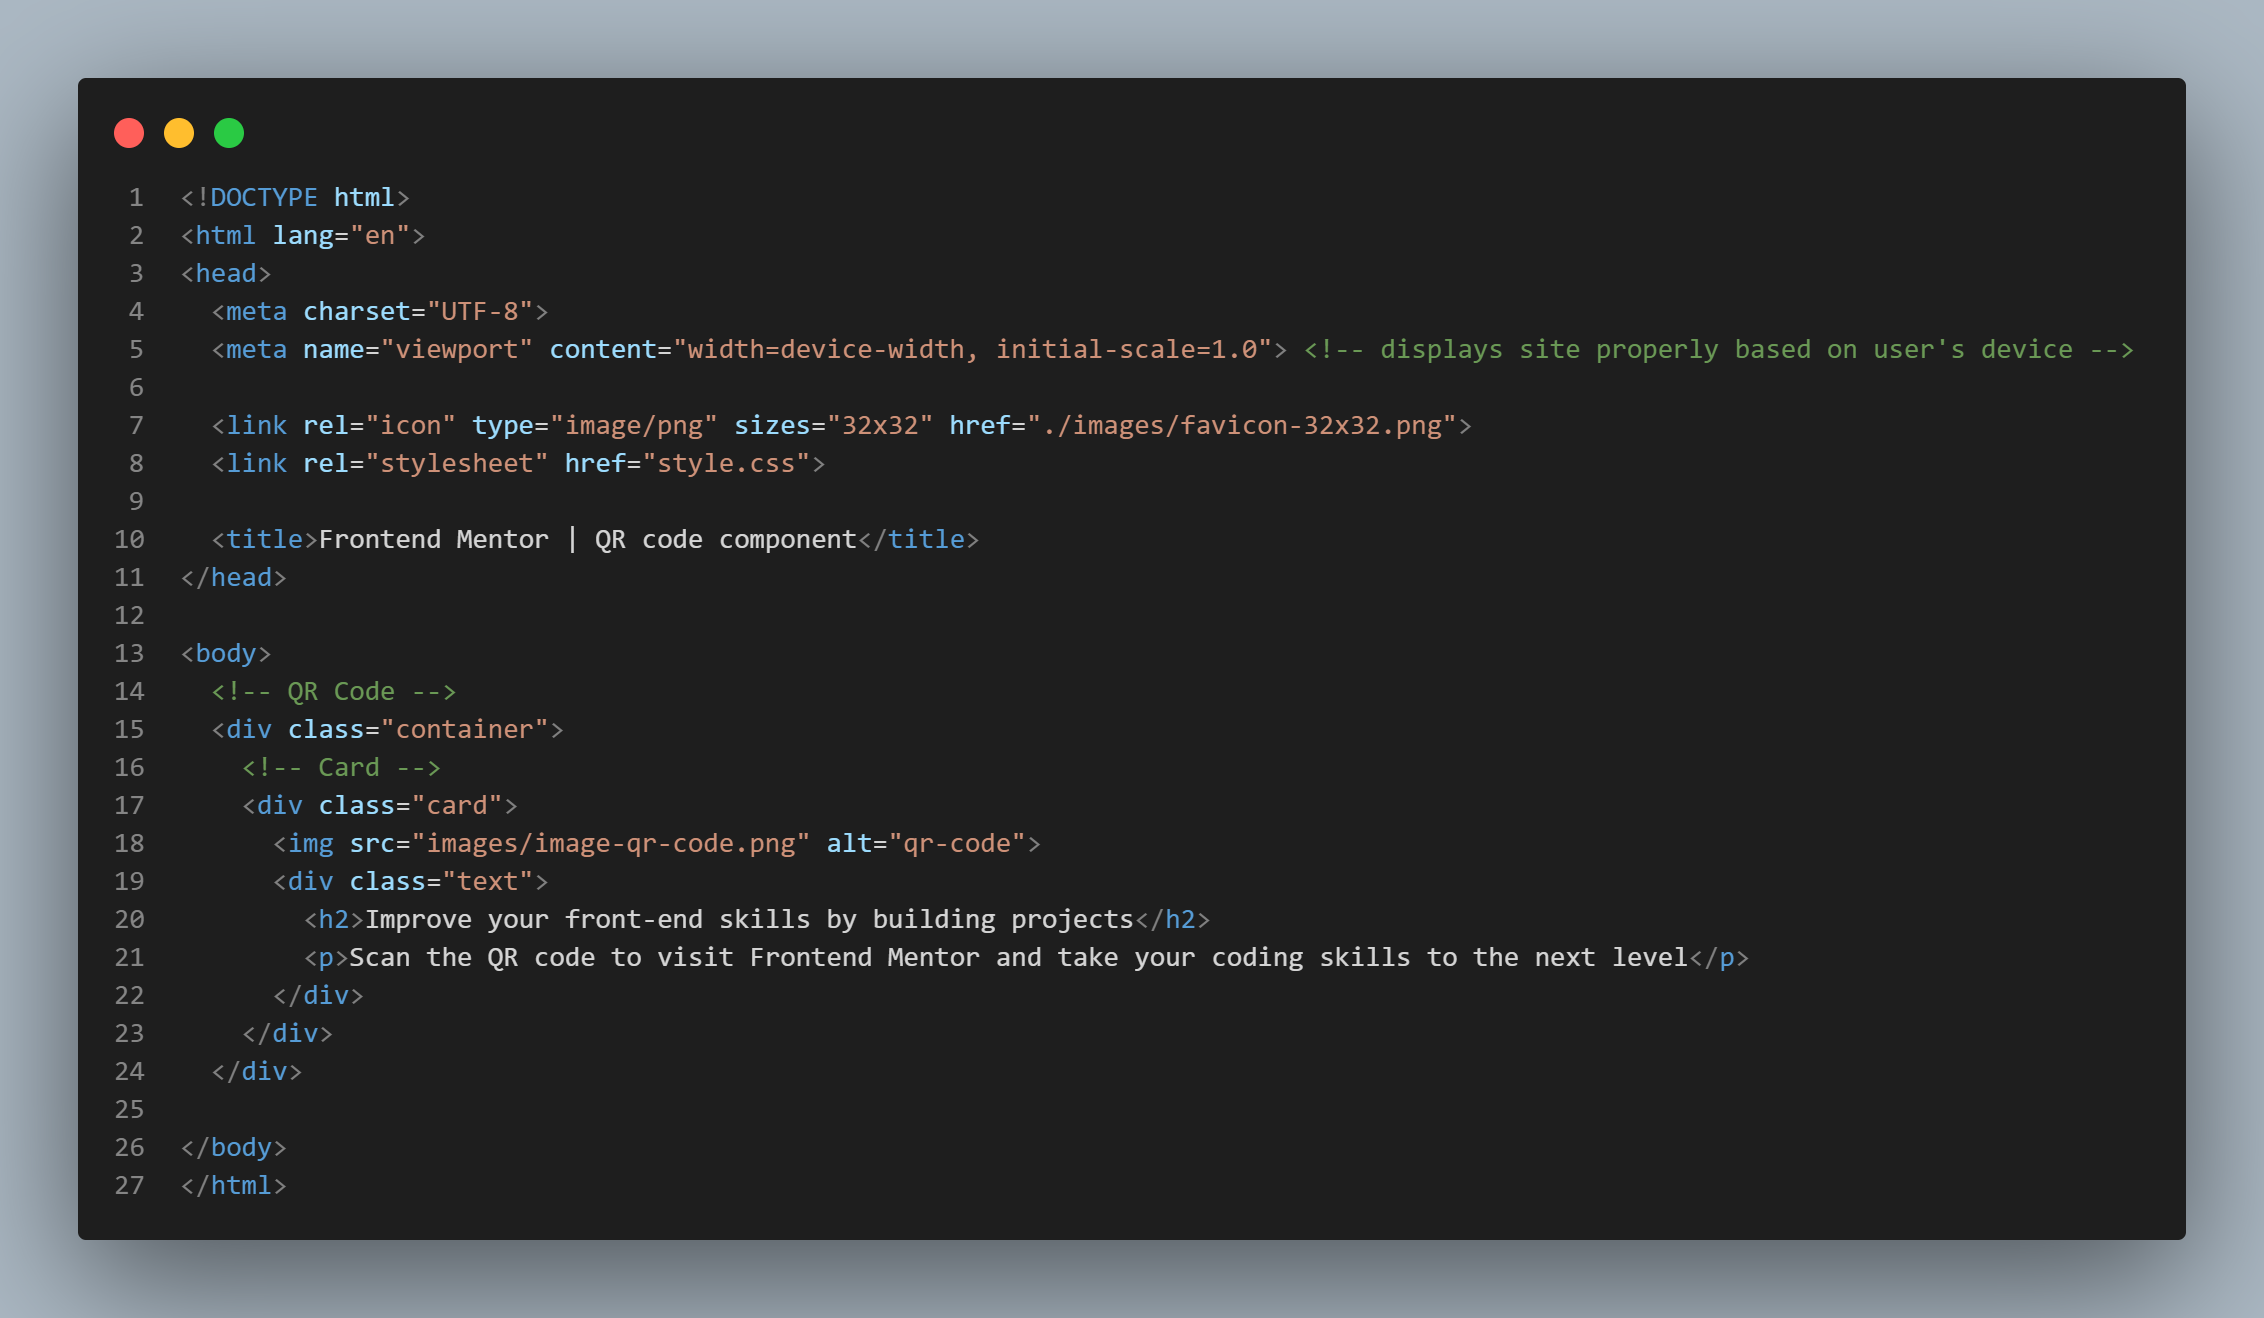 1 <!DOCTYPE html>
2 <html lang="en">
3 <head>
4   <meta charset="UTF-8">
5   <meta name="viewport" content="width=device-width, initial-scale=1.0"> <!-- displays site properly based on user's device -->
6
7   <link rel="icon" type="image/png" sizes="32x32" href="./images/favicon-32x32.png">
8   <link rel="stylesheet" href="style.css">
9
10   <title>Frontend Mentor | QR code component</title>
11 </head>
12
13 <body>
14   <!-- QR Code -->
15   <div class="container">
16     <!-- Card -->
17     <div class="card">
18       <img src="images/image-qr-code.png" alt="qr-code">
19       <div class="text">
20         <h2>Improve your front-end skills by building projects</h2>
21         <p>Scan the QR code to visit Frontend Mentor and take your coding skills to the next level</p>
22       </div>
23     </div>
24   </div>
25
26 </body>
27 </html>